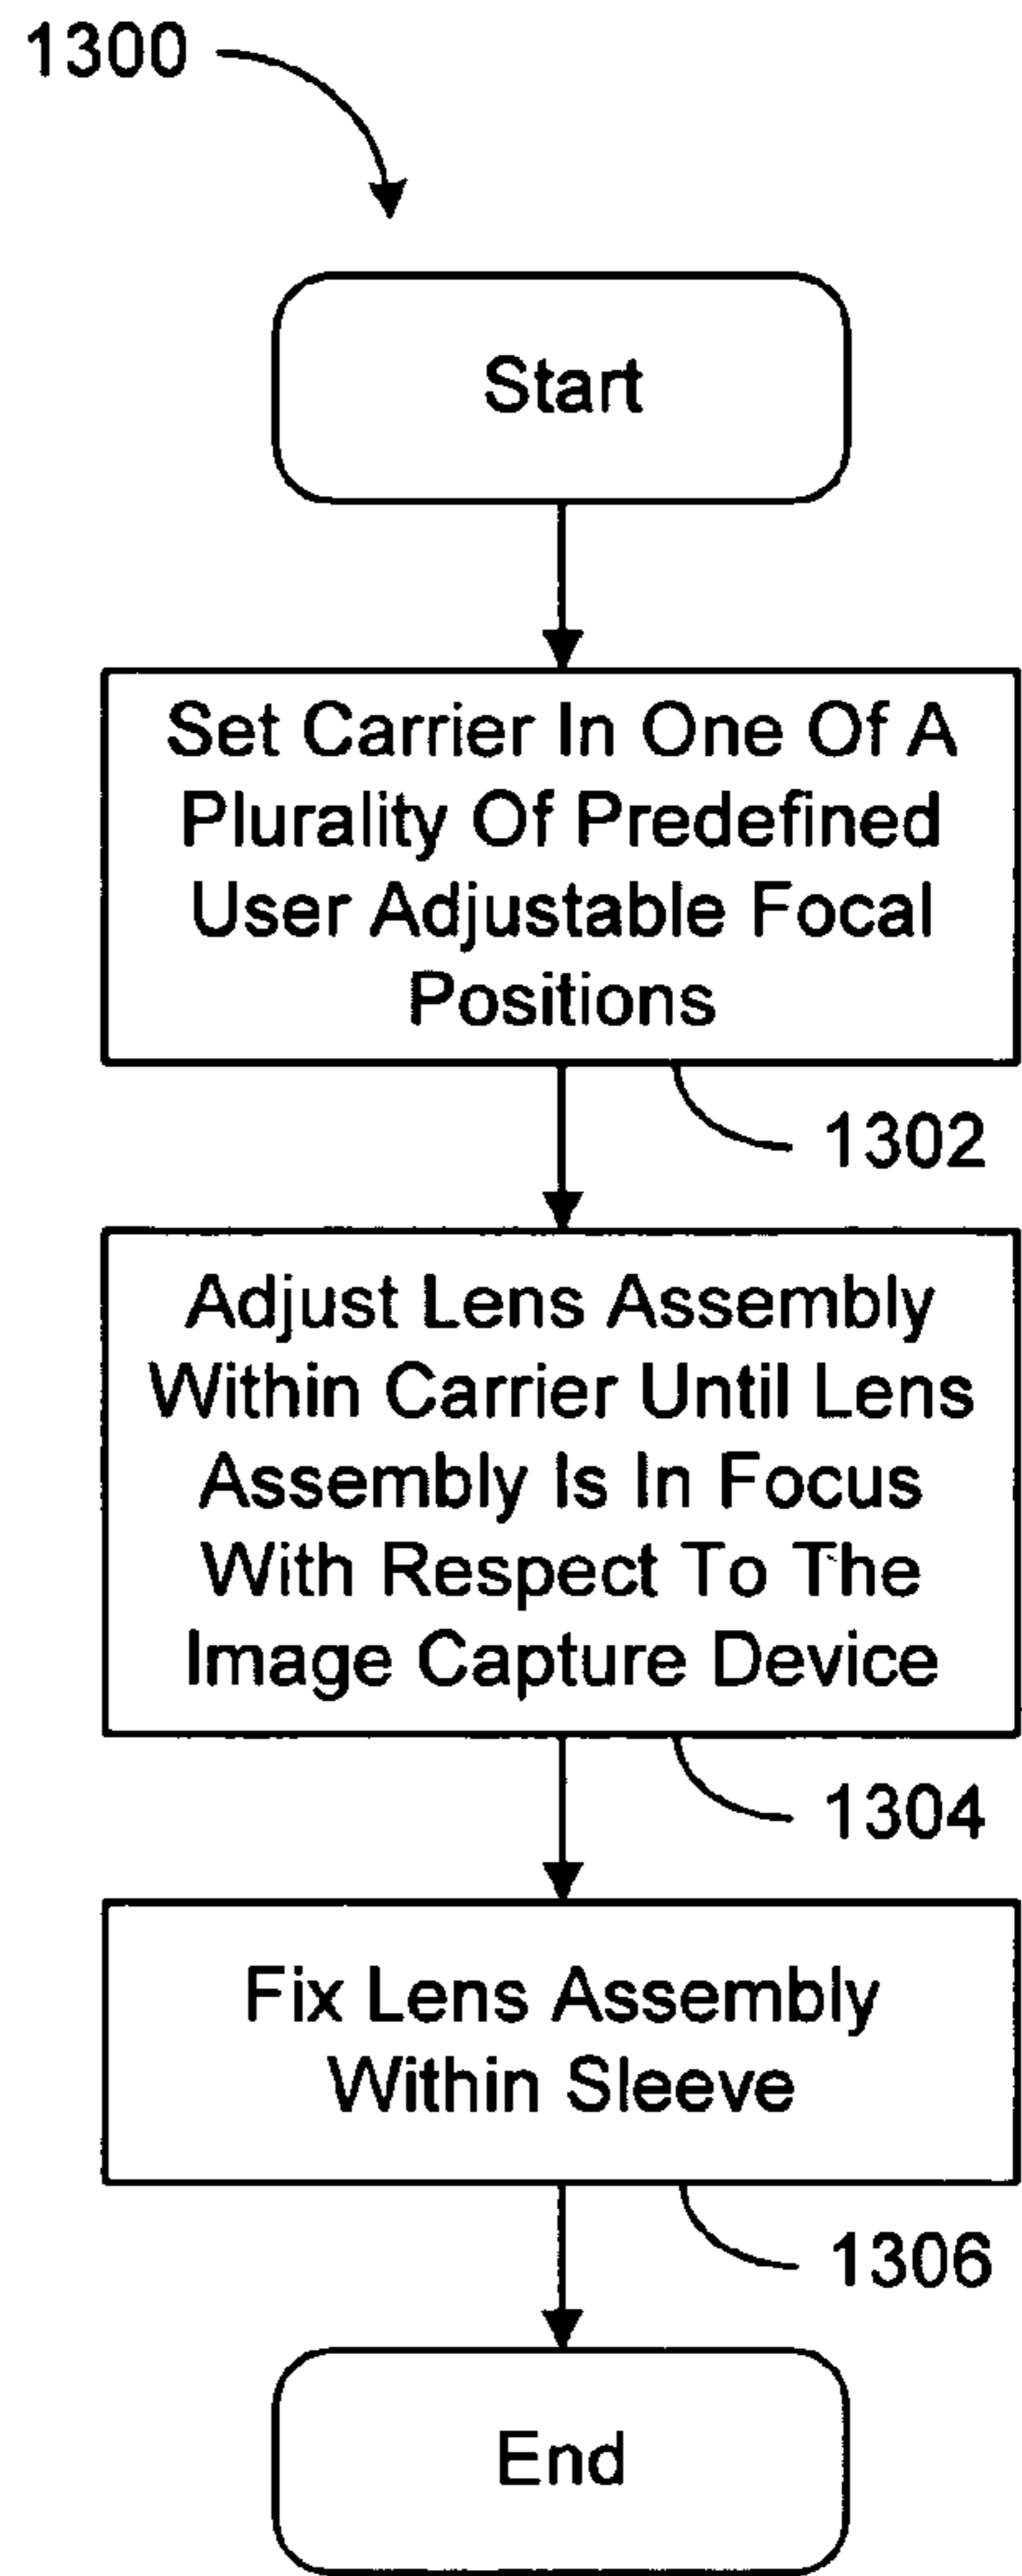 1300
Start
Set Carrier In One Of A
Plurality Of Predefined
User Adjustable Focal
Positions
1302
Adjust Lens Assembly
Within Carrier Until Lens
Assembly Is In Focus
With Respect To The
Image Capture Device
1304
Fix Lens Assembly
Within Sleeve
1306
End